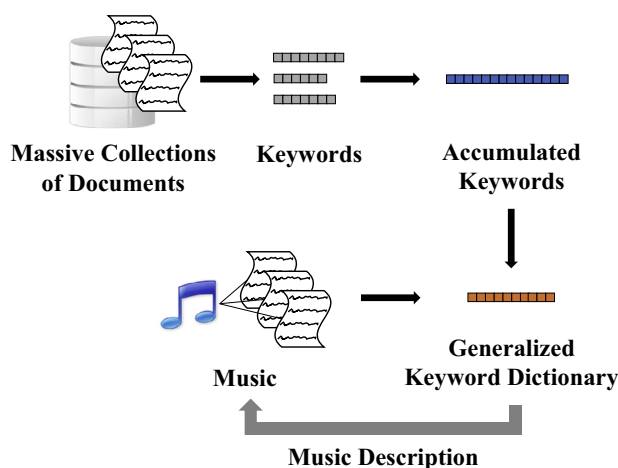 Massive Collections
of Documents
Keywords
Accumulated
Keywords
Music
Generalized
Keyword Dictionary
Music Description